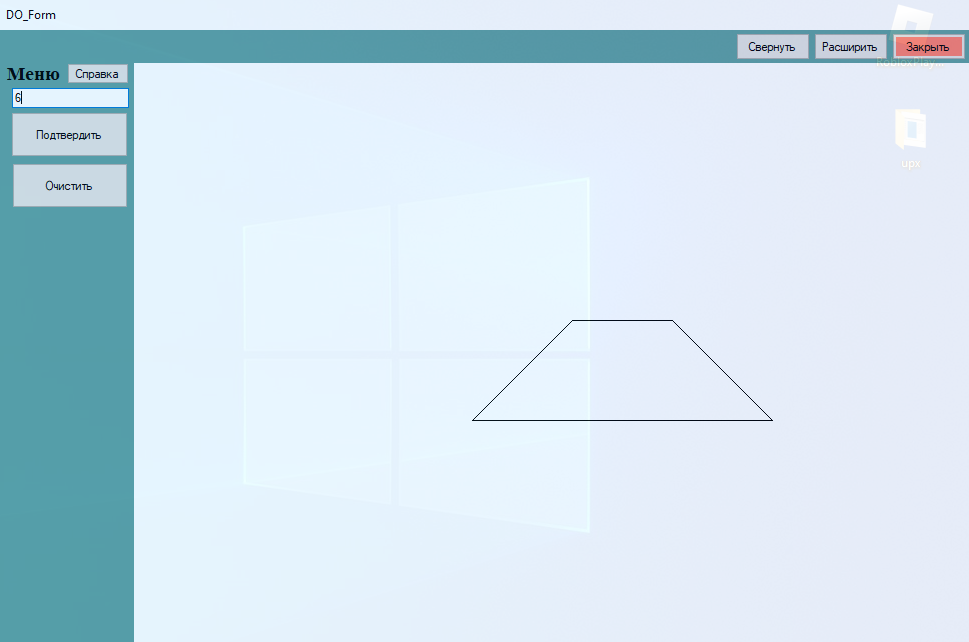 DO_Form
Свернуть
Расширить
Закрыть
Меню
Справка
6
Подтвердить
Очистить
upx